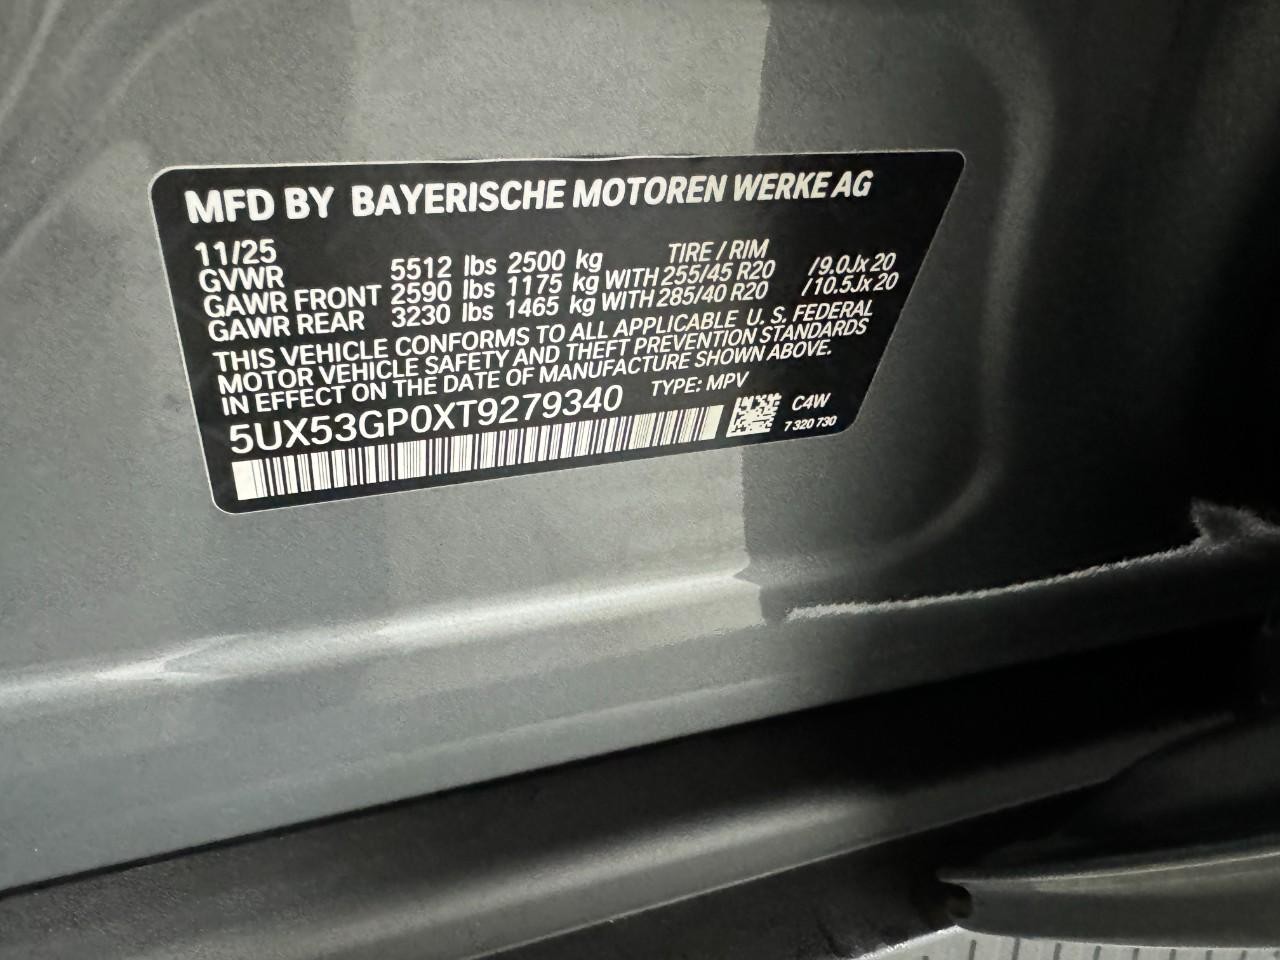 MFD BY BAYERISCHE MOTOREN WERKE AG
11/25 TIRE / RIM
GVWR 5512 lbs 2500 kg
GAWR FRONT 2590 lbs 1175 kg WITH 255/45 R20 /9.0Jx20
GAWR REAR 3230 lbs 1465 kg WITH 285/40 R20 /10.5Jx20
THIS VEHICLE CONFORMS TO ALL APPLICABLE U. S. FEDERAL
MOTOR VEHICLE SAFETY AND THEFT PREVENTION STANDARDS
IN EFFECT ON THE DATE OF MANUFACTURE SHOWN ABOVE.
5UX53GP0XT9279340 TYPE: MPV
C4W
7 320 730